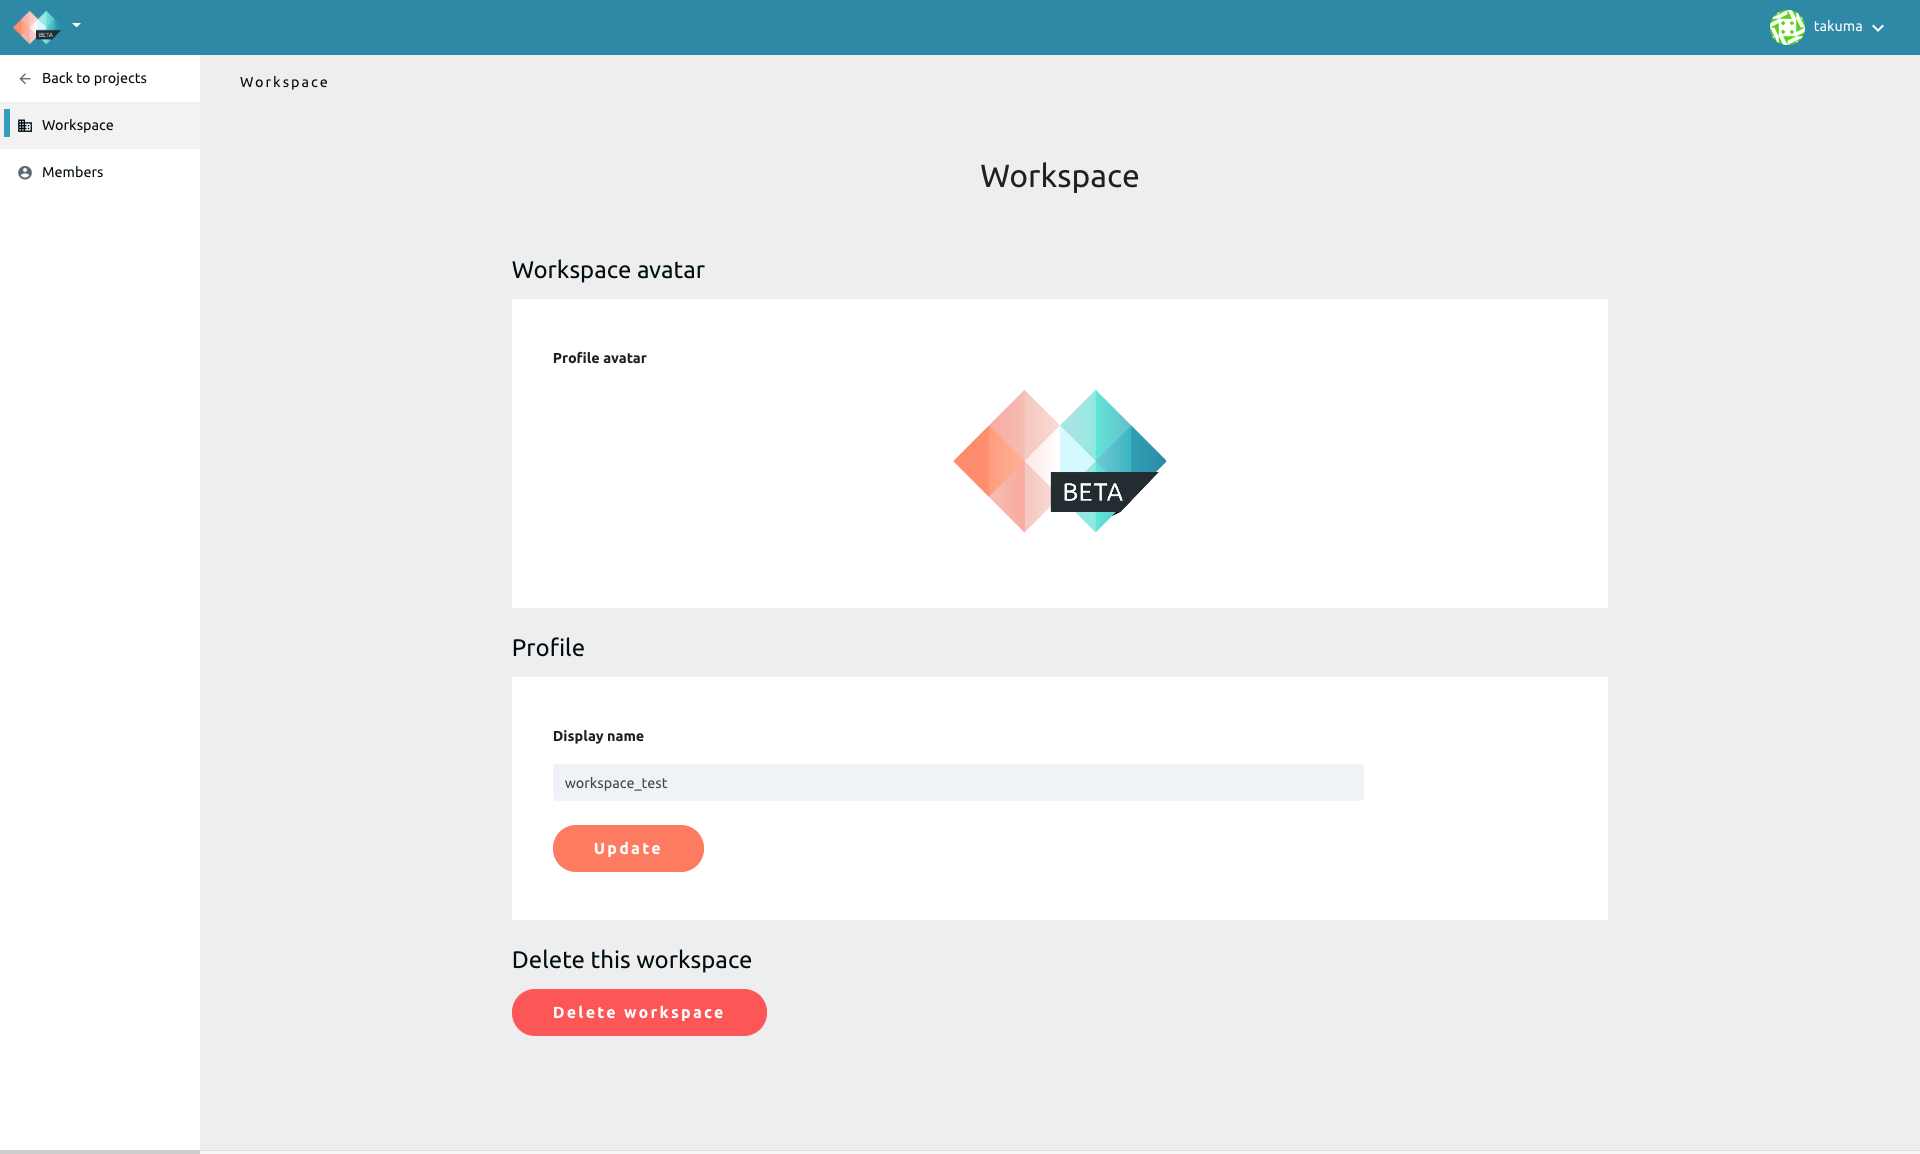 BETA
takuma
Back to projects
Workspace
Members
Workspace
Workspace
Workspace avatar
Profile avatar
BETA
Profile
Display name
workspace_test
Update
Delete this workspace
Delete workspace